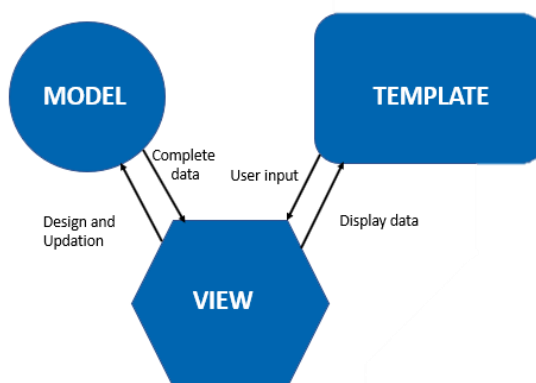 MODEL
TEMPLATE
Complete
data
User input
Design and
Updation
Display data
VIEW